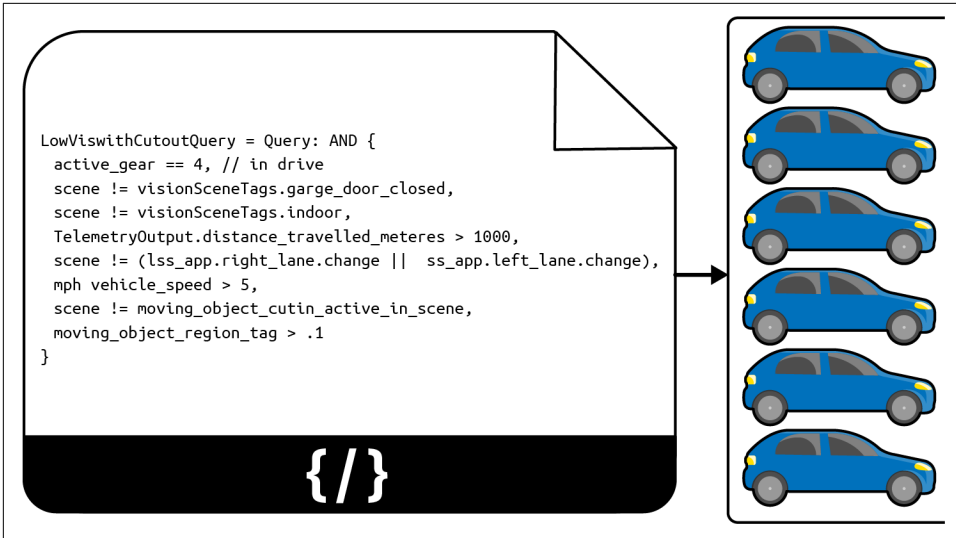 LowViswithCutoutQuery = Query: AND {
active_gear == 4, // in drive
scene != visionSceneTags.garge_door_closed,
scene != visionSceneTags.indoor,
TelemetryOutput.distance_travelled_meteres > 1000,
scene != (lss_app.right_lane.change ||  ss_app.left_lane.change),
mph vehicle_speed > 5,
scene != moving_object_cutin_active_in_scene,
moving_object_region_tag > .1
}
{/}